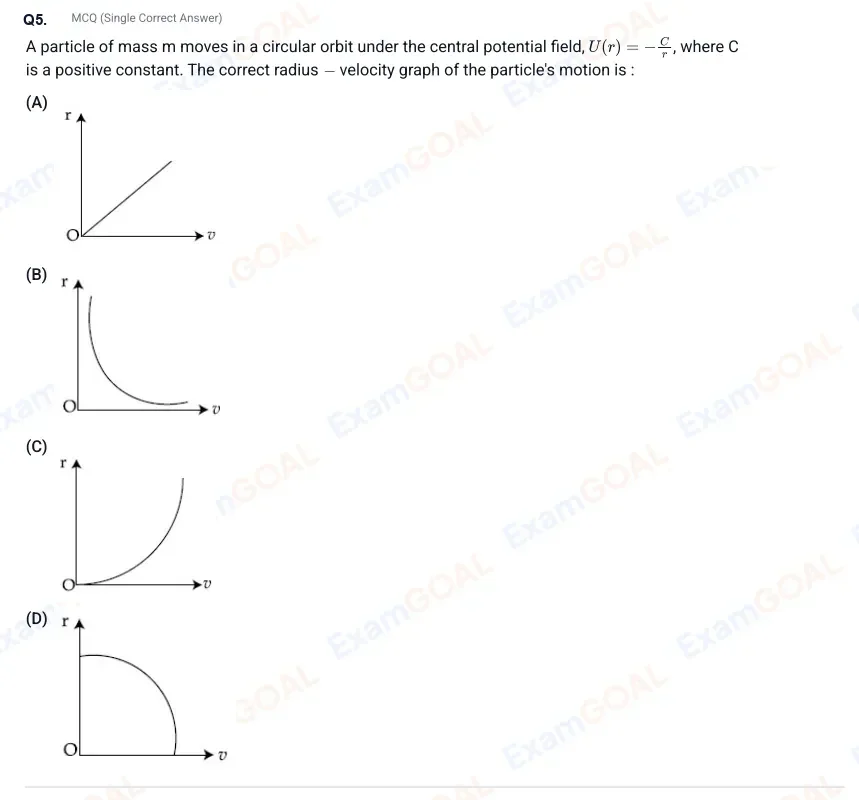 Q5. MCQ (Single Correct Answer)
A particle of mass m moves in a circular orbit under the central potential field, U(r) = −C/r, where C
is a positive constant. The correct radius − velocity graph of the particle's motion is :
(A)
r
O
v
(B)
r
O
v
(C)
r
O
v
(D)
r
O
v
ExamGOAL